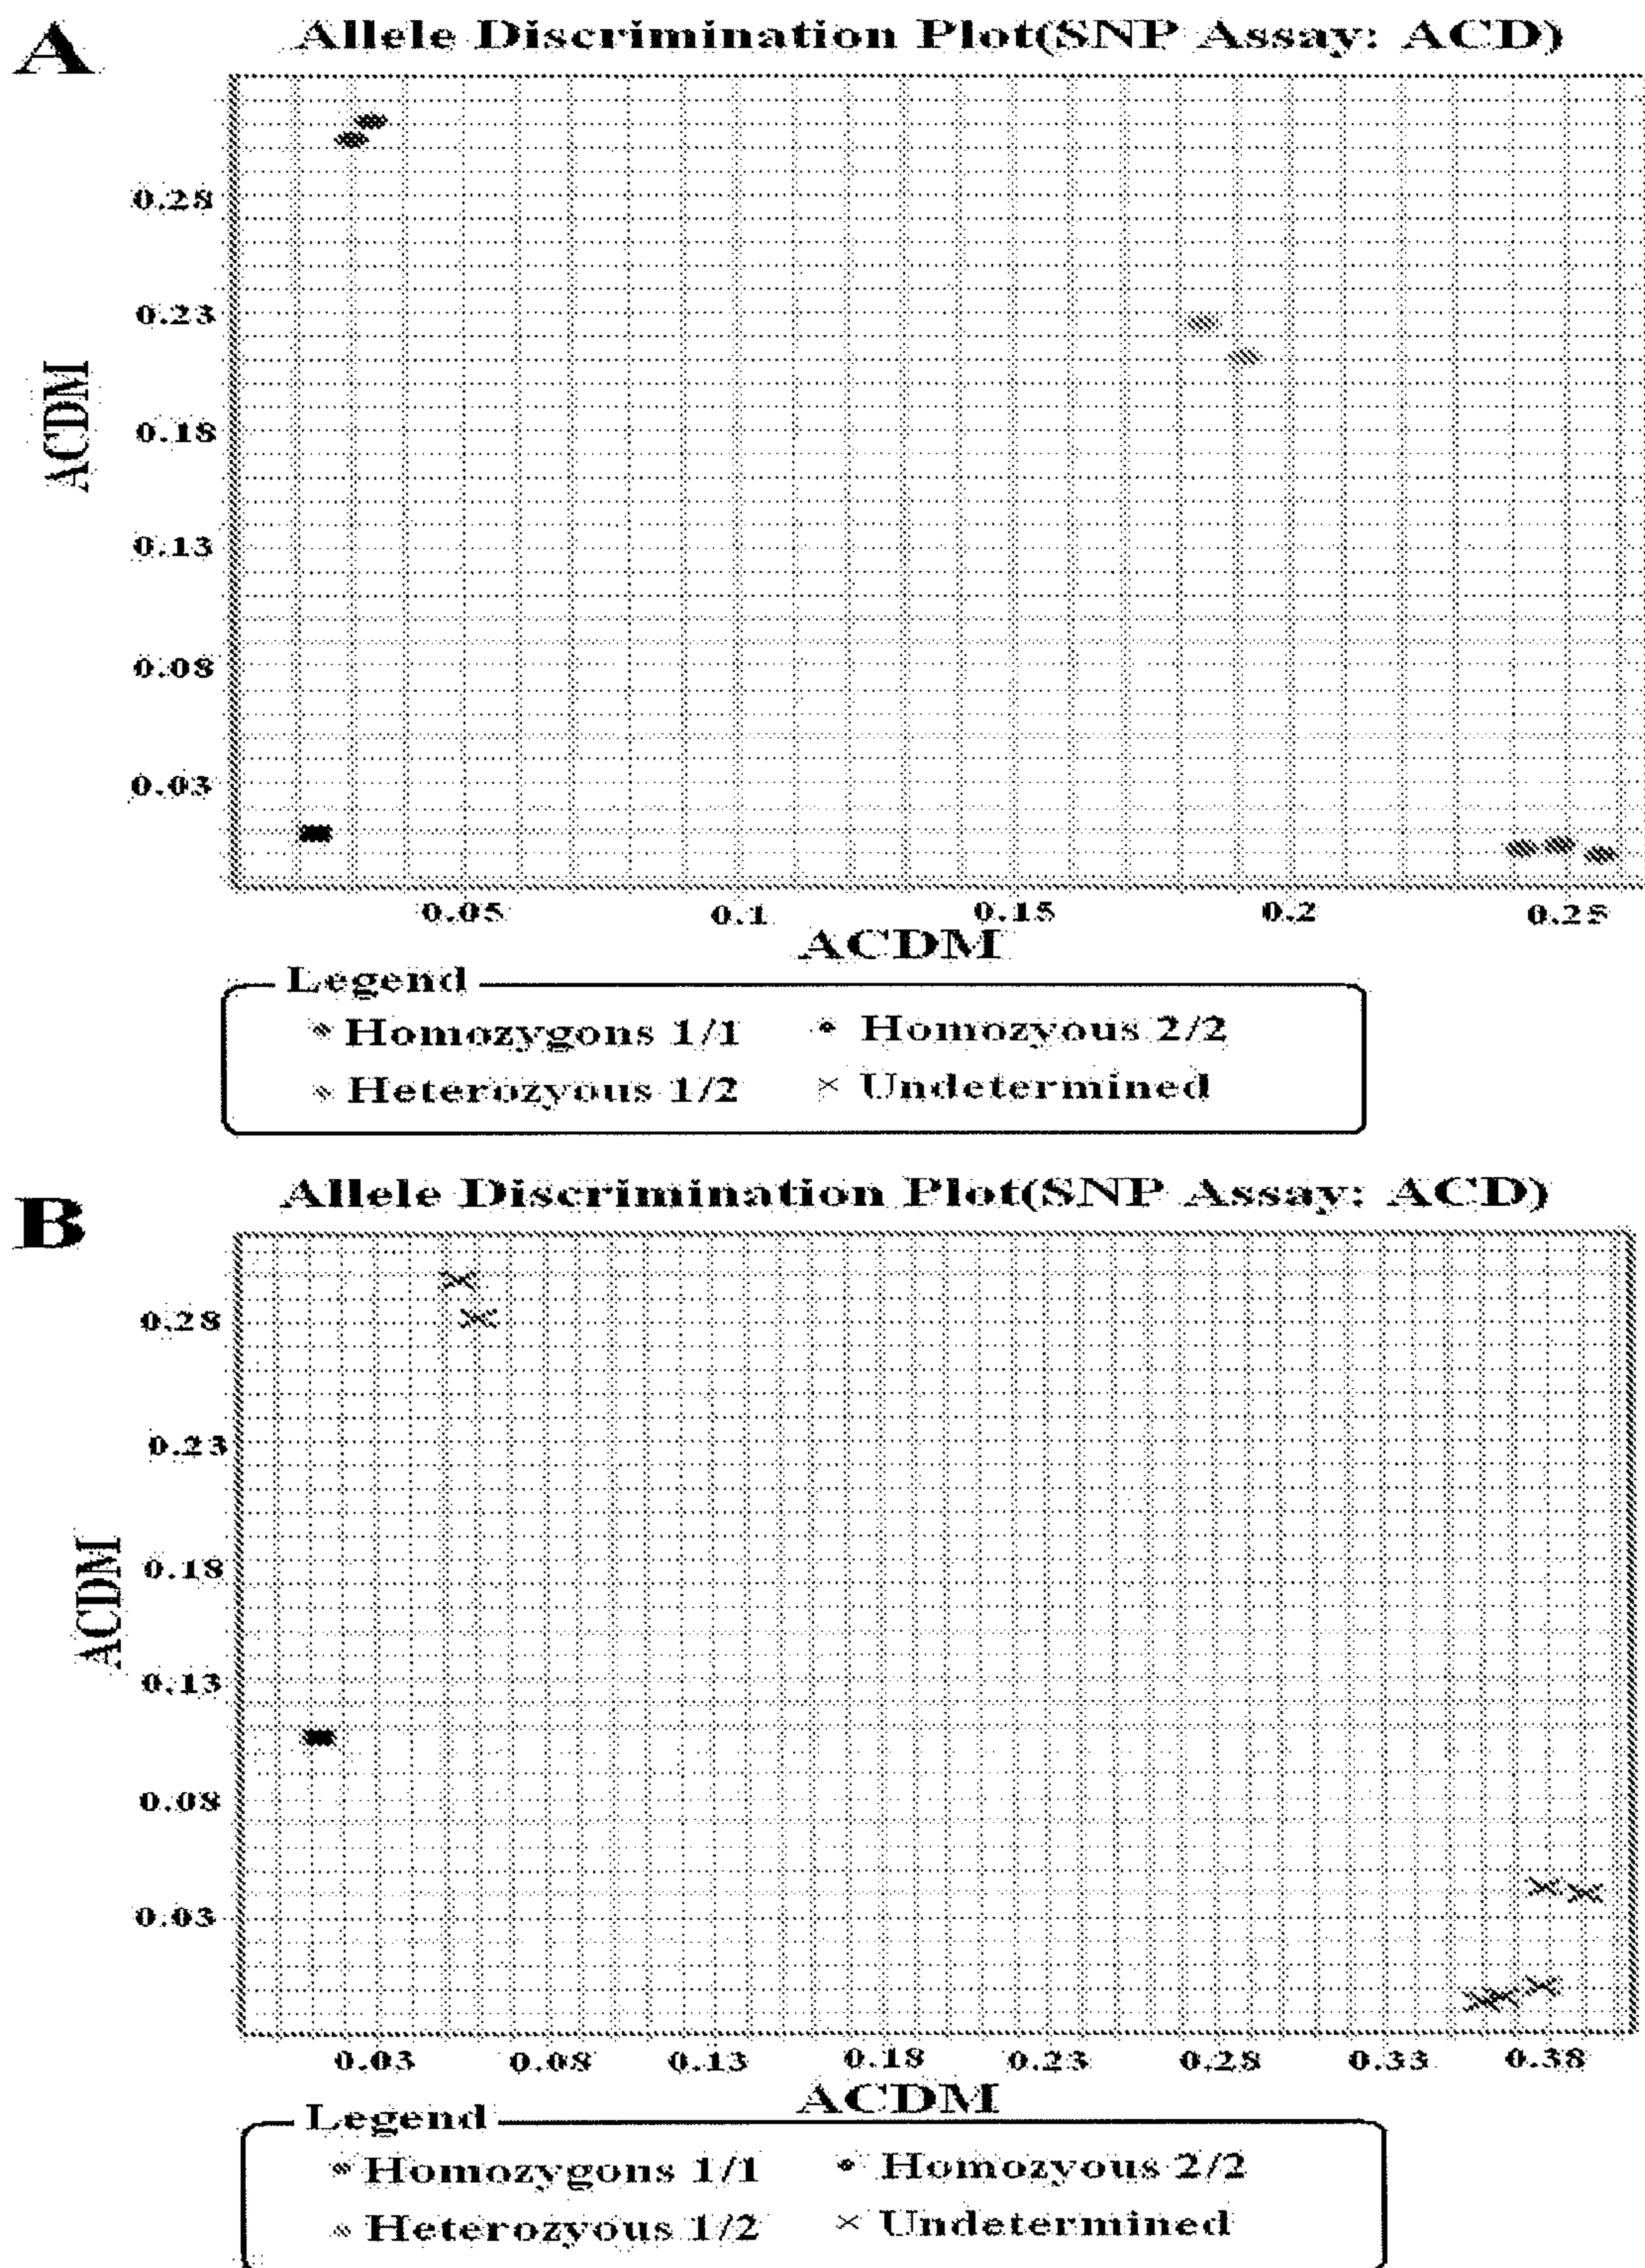 A
Allele Discrimination Plot(SNP Assay: ACD)
0.28
0.23
0.18
0.13
0.08
0.03
ACDM
0.05 0.1 0.15 0.2 0.25
ACDM
Legend
Homozygons 1/1 Homozyous 2/2
Heterozyous 1/2 × Undetermined
B
Allele Discrimination Plot(SNP Assay: ACD)
0.28
0.23
0.18
0.13
0.08
0.03
ACDM
0.03 0.08 0.13 0.18 0.23 0.28 0.33 0.38
ACDM
Legend
Homozygons 1/1 Homozyous 2/2
Heterozyous 1/2 × Undetermined